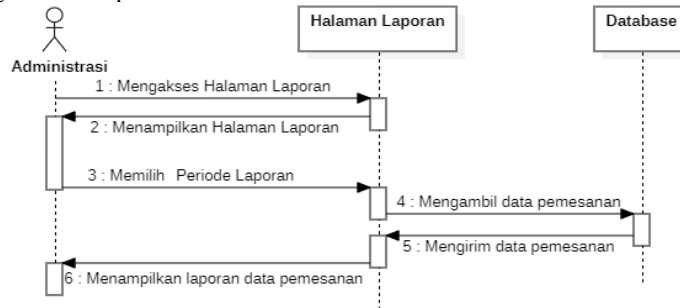 Halaman Laporan
Database
Administrasi
1 : Mengakses Halaman Laporan
2 : Menampilkan Halaman Laporan
3 : Memilih Periode Laporan
4 : Mengambil data pemesanan
5 : Mengirim data pemesanan
6 : Menampilkan laporan data pemesanan